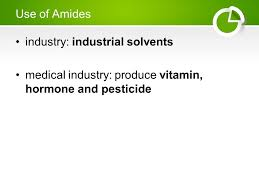 Use of Amides
• industry: industrial solvents
• medical industry: produce vitamin,
hormone and pesticide